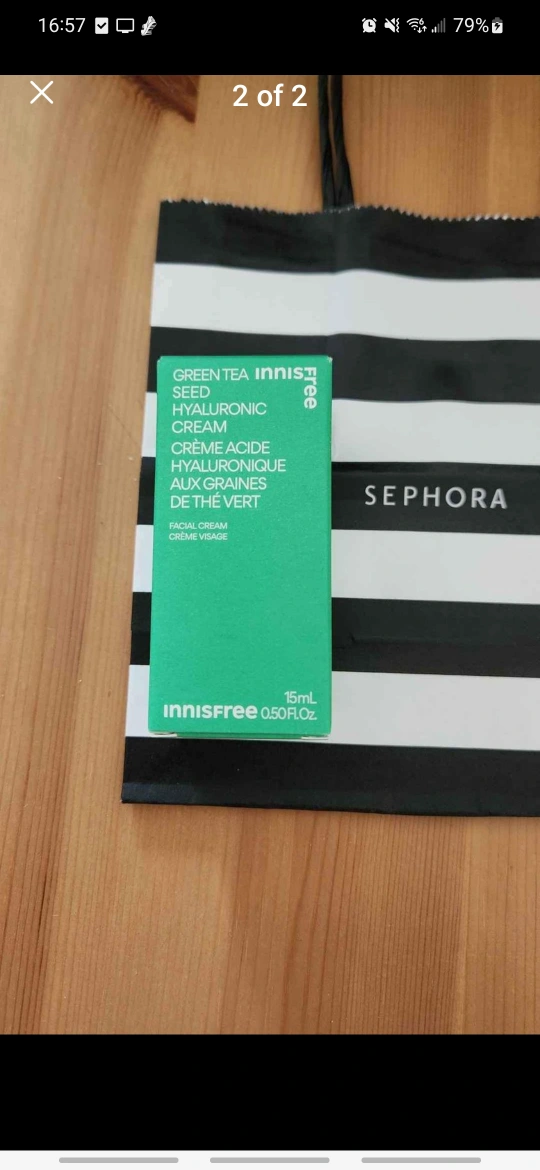 16:57
79%
2 of 2
GREEN TEA
SEED
HYALURONIC
CREAM
CRÈME ACIDE
HYALURONIQUE
AUX GRAINES
DE THÉ VERT
innisfree
FACIAL CREAM
CRÈME VISAGE
SEPHORA
15mL
innisfree 0.50 Fl.Oz.